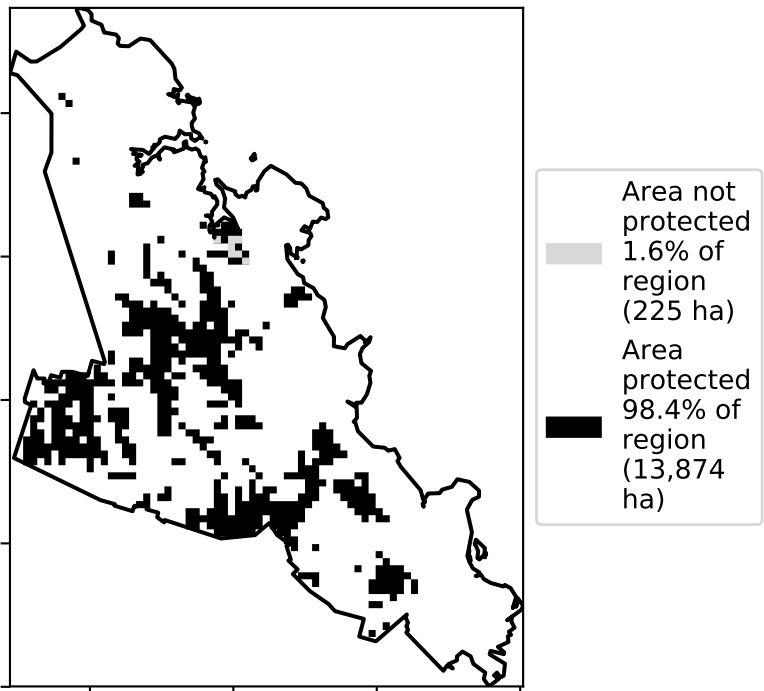 Area not
protected
1.6% of
region
(225 ha)
Area
protected
98.4% of
region
(13,874
ha)